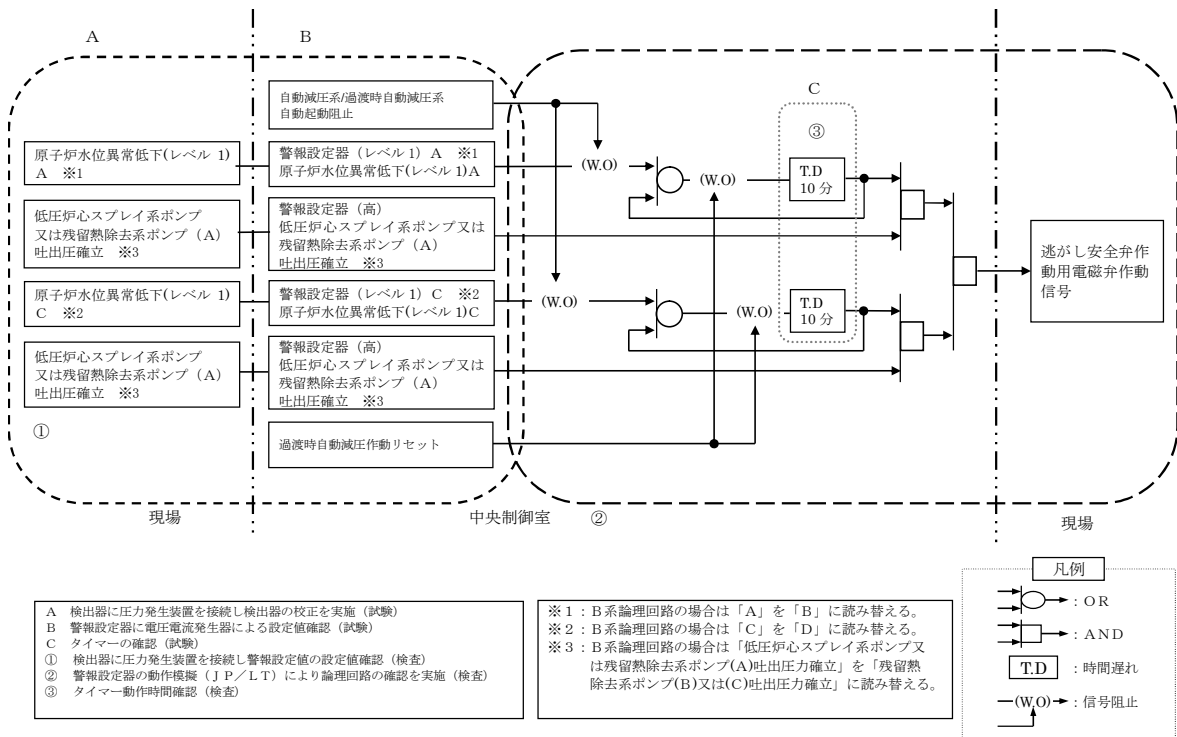 A
B
自動減圧系/過渡時自動減圧系
自動起動阻止
C
③
原子炉水位異常低下(レベル 1)
A ※1
警報設定器（レベル 1）A ※1
原子炉水位異常低下(レベル 1)A
(W.O)
(W.O)
T.D
10 分
低圧炉心スプレイ系ポンプ
又は残留熱除去系ポンプ（A）
吐出圧確立 ※3
警報設定器（高）
低圧炉心スプレイ系ポンプ又は
残留熱除去系ポンプ（A）
吐出圧確立 ※3
逃がし安全弁作
動用電磁弁作動
信号
原子炉水位異常低下(レベル 1)
C ※2
警報設定器（レベル 1）C ※2
原子炉水位異常低下(レベル 1)C
(W.O)
(W.O)
T.D
10 分
低圧炉心スプレイ系ポンプ
又は残留熱除去系ポンプ（A）
吐出圧確立 ※3
警報設定器（高）
低圧炉心スプレイ系ポンプ又は
残留熱除去系ポンプ（A）
吐出圧確立 ※3
①
過渡時自動減圧作動リセット
現場
中央制御室
②
現場
A 検出器に圧力発生装置を接続し検出器の校正を実施（試験）
B 警報設定器に電圧電流発生器による設定値確認（試験）
C タイマーの確認（試験）
① 検出器に圧力発生装置を接続し警報設定値の設定値確認（検査）
② 警報設定器の動作模擬（ＪＰ／ＬＴ）により論理回路の確認を実施（検査）
③ タイマー動作時間確認（検査）
※１：Ｂ系論理回路の場合は「A」を「B」に読み替える。
※２：Ｂ系論理回路の場合は「C」を「D」に読み替える。
※３：Ｂ系論理回路の場合は「低圧炉心スプレイ系ポンプ又
は残留熱除去系ポンプ(A)吐出圧力確立」を「残留熱
除去系ポンプ(B)又は(C)吐出圧力確立」に読み替える。
凡例
：ＯＲ
：ＡＮＤ
T.D
：時間遅れ
(W.O)
：信号阻止